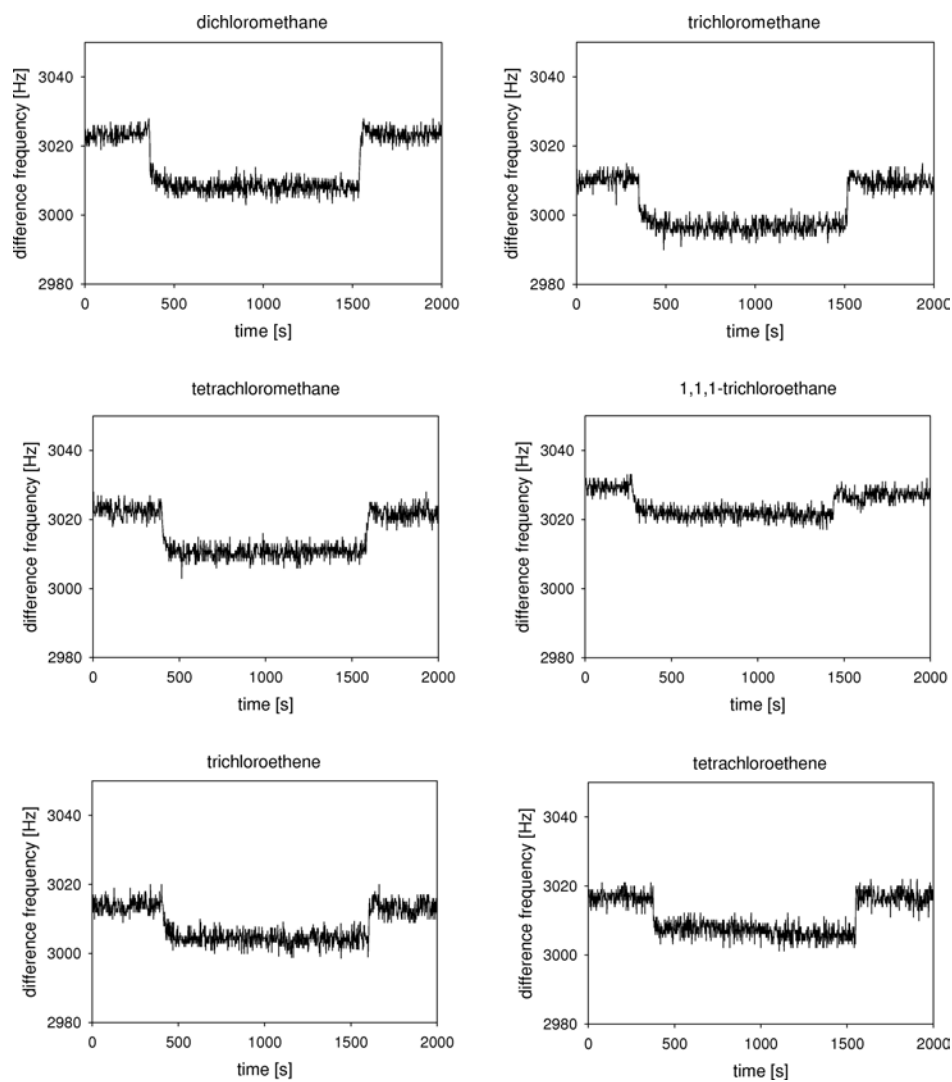 dichloromethane
difference frequency [Hz]
3040
3020
3000
2980
0 500 1000 1500 2000
time [s]
trichloromethane
difference frequency [Hz]
3040
3020
3000
2980
0 500 1000 1500 2000
time [s]
tetrachloromethane
difference frequency [Hz]
3040
3020
3000
2980
0 500 1000 1500 2000
time [s]
1,1,1-trichloroethane
difference frequency [Hz]
3040
3020
3000
2980
0 500 1000 1500 2000
time [s]
trichloroethene
difference frequency [Hz]
3040
3020
3000
2980
0 500 1000 1500 2000
time [s]
tetrachloroethene
difference frequency [Hz]
3040
3020
3000
2980
0 500 1000 1500 2000
time [s]